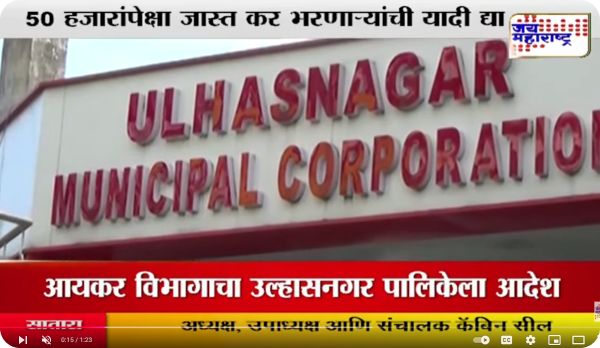 50 हजारांपेक्षा जास्त कर भरणाऱ्यांची यादी द्या
जय महाराष्ट्र
ULHASNAGAR
MUNICIPAL CORPORATION
आयकर विभागाचा उल्हासनगर पालिकेला आदेश
सातारा
अध्यक्ष, उपाध्यक्ष आणि संचालक कॅबिन सील
0:15 / 1:23